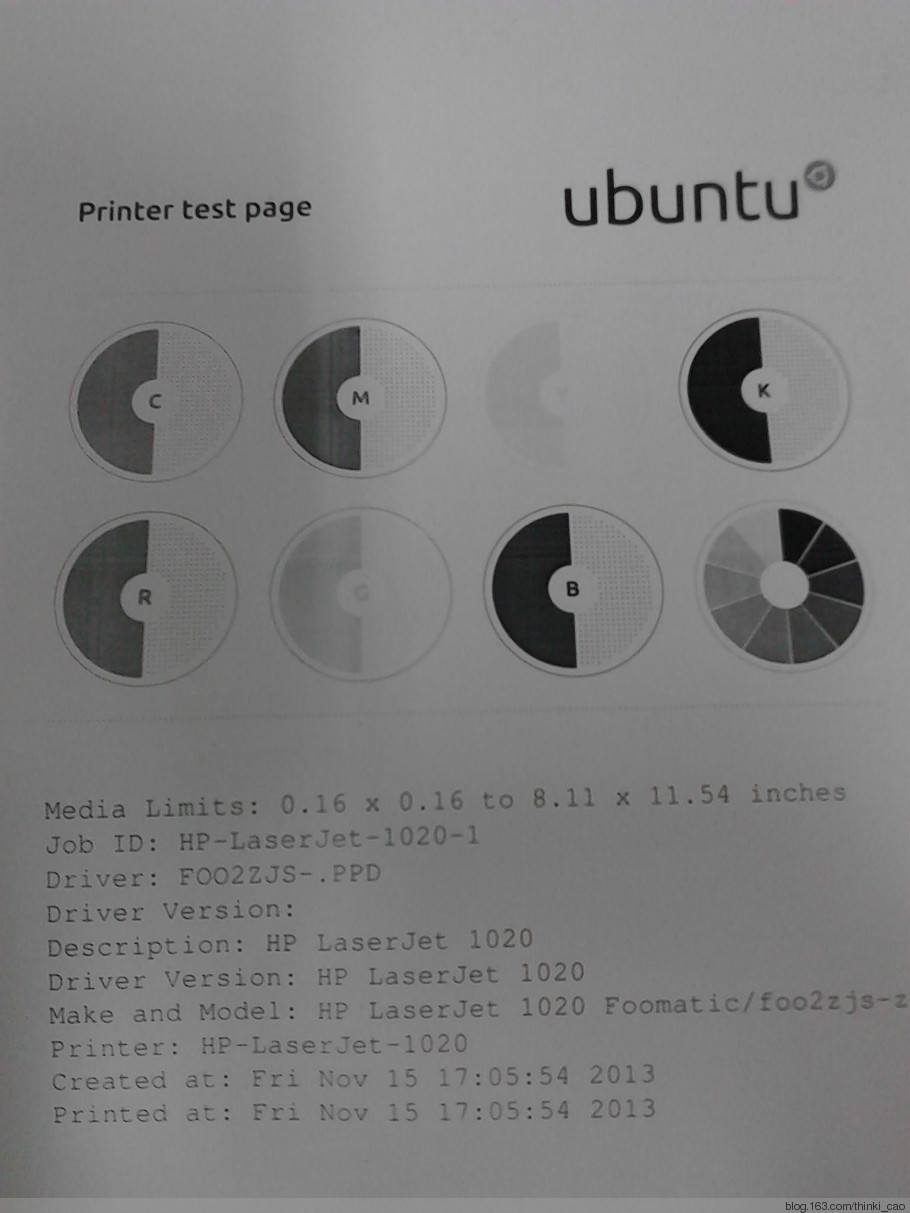 Printer test page
ubuntu
C
M
Y
K
R
G
B
Media Limits: 0.16 x 0.16 to 8.11 x 11.54 inches
Job ID: HP-LaserJet-1020-1
Driver: FOO2ZJS-.PPD
Driver Version:
Description: HP LaserJet 1020
Driver Version: HP LaserJet 1020
Make and Model: HP LaserJet 1020 Foomatic/foo2zjs-z
Printer: HP-LaserJet-1020
Created at: Fri Nov 15 17:05:54 2013
Printed at: Fri Nov 15 17:05:54 2013
blog.163.com/thinki_cao